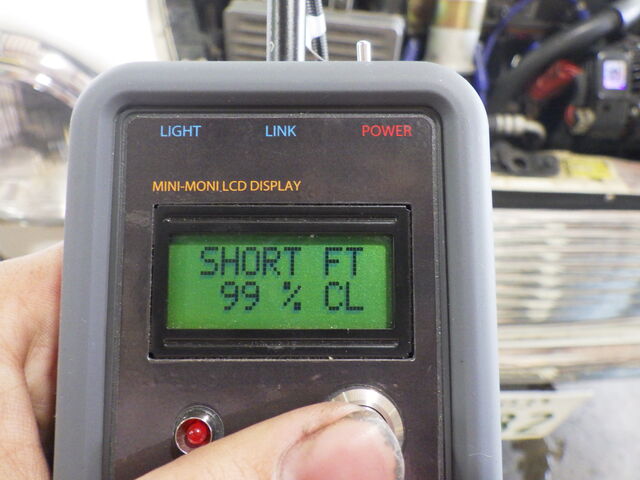 LIGHT LINK POWER
MINI-MONI LCD DISPLAY
SHORT FT
99 % CL